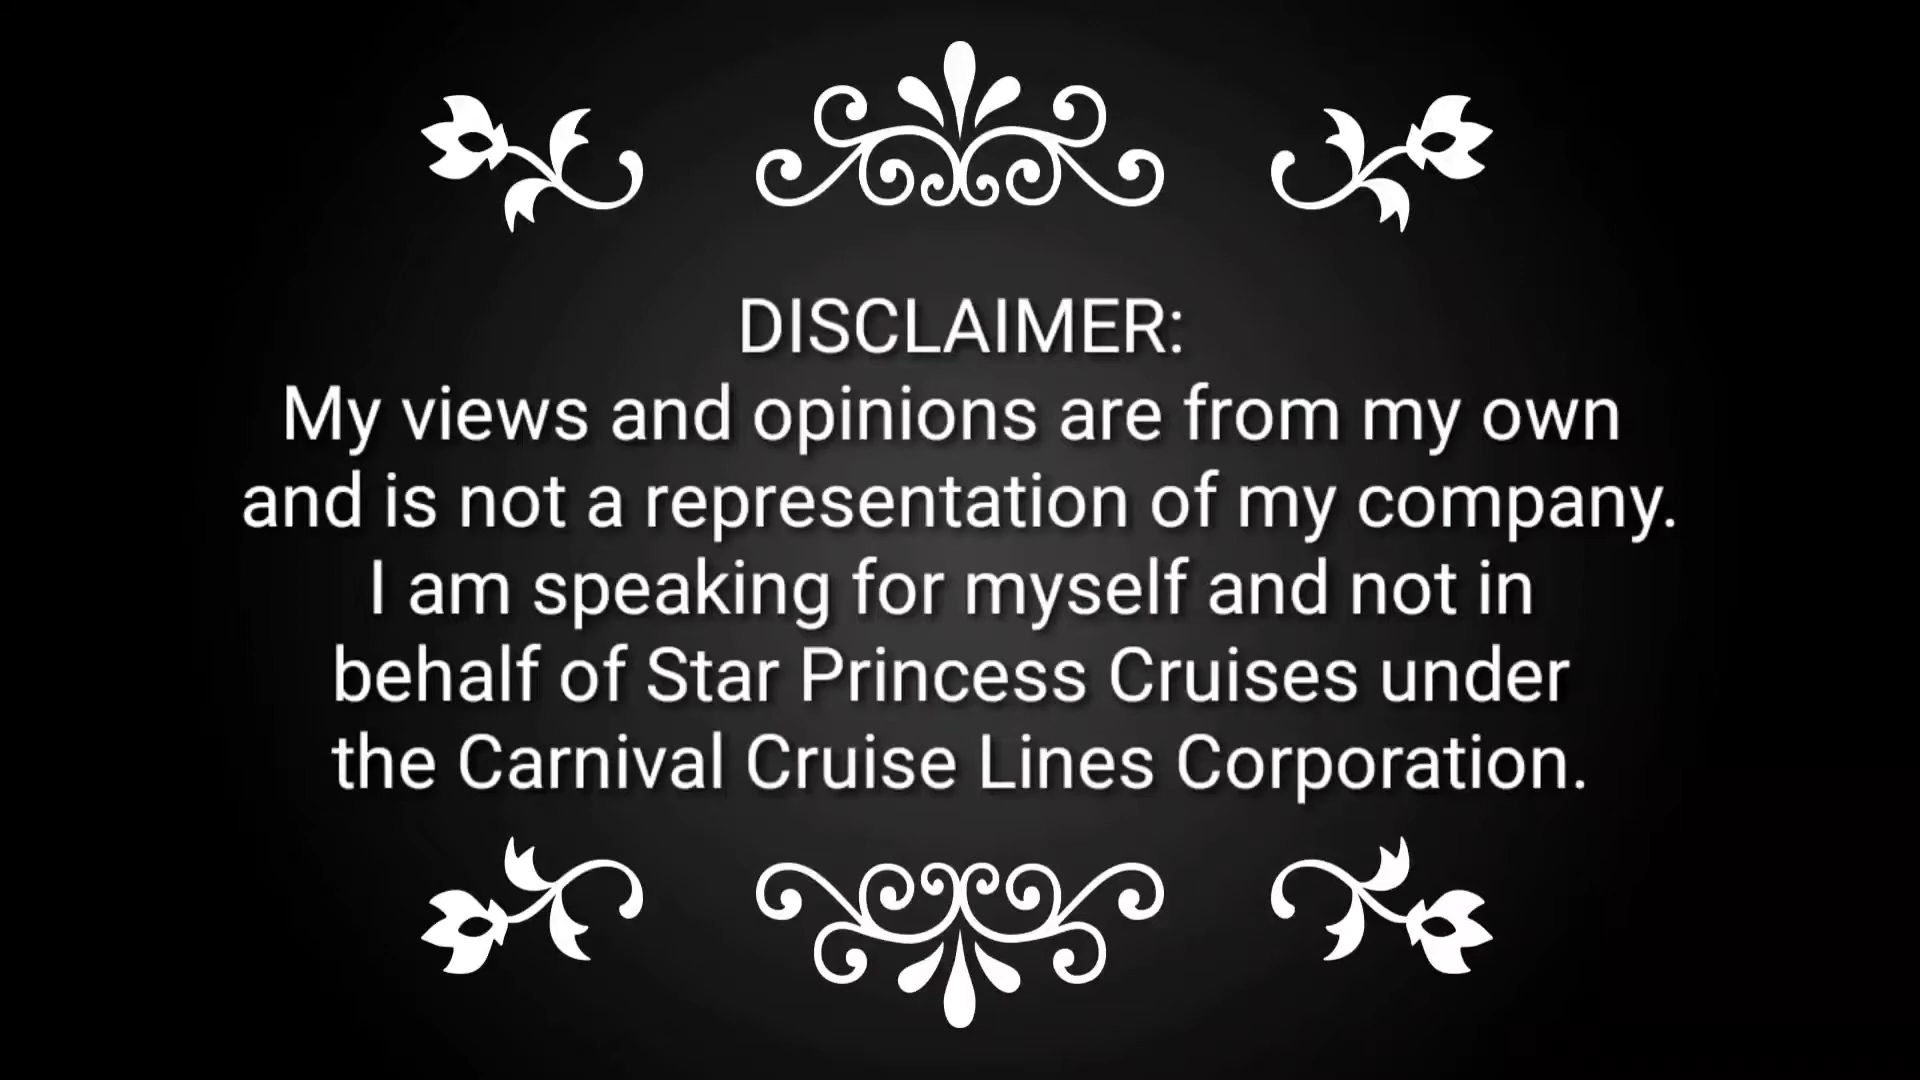 DISCLAIMER:
My views and opinions are from my own
and is not a representation of my company.
I am speaking for myself and not in
behalf of Star Princess Cruises under
the Carnival Cruise Lines Corporation.